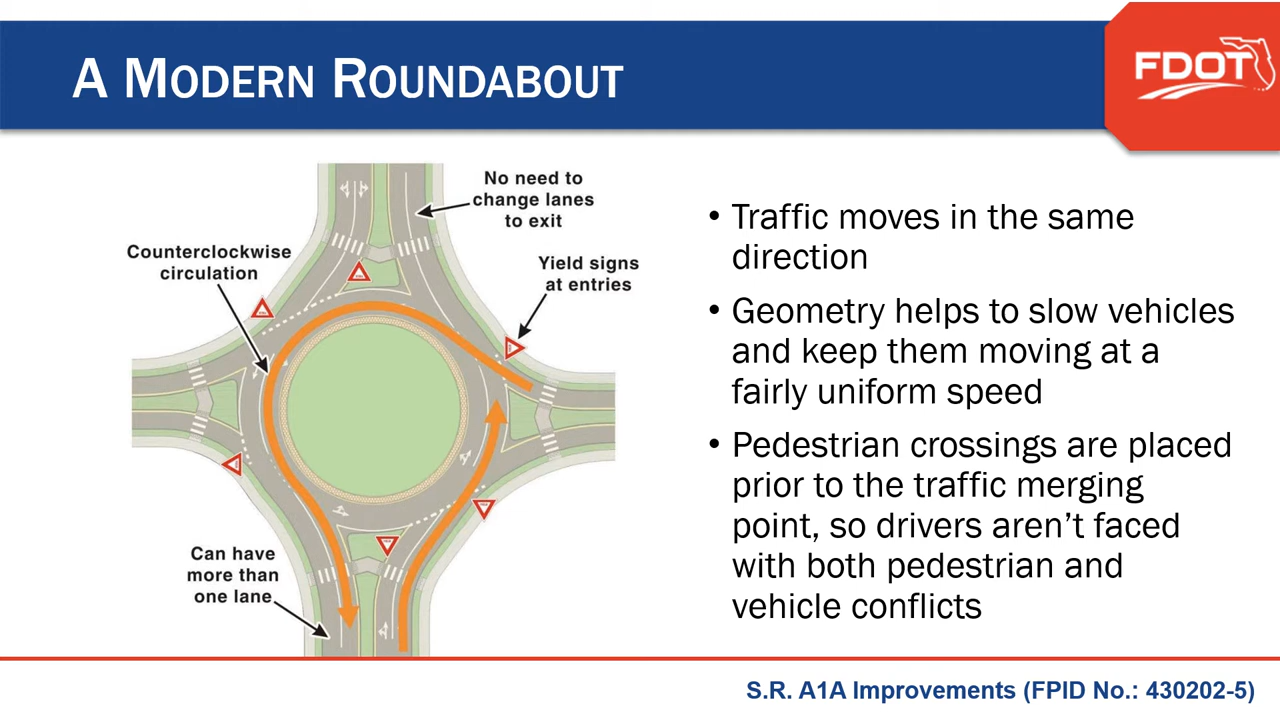 A MODERN ROUNDABOUT
FDOT
No need to
change lanes
to exit
Counterclockwise
circulation
Yield signs
at entries
Can have
more than
one lane
• Traffic moves in the same
direction
• Geometry helps to slow vehicles
and keep them moving at a
fairly uniform speed
• Pedestrian crossings are placed
prior to the traffic merging
point, so drivers aren’t faced
with both pedestrian and
vehicle conflicts
S.R. A1A Improvements (FPID No.: 430202-5)